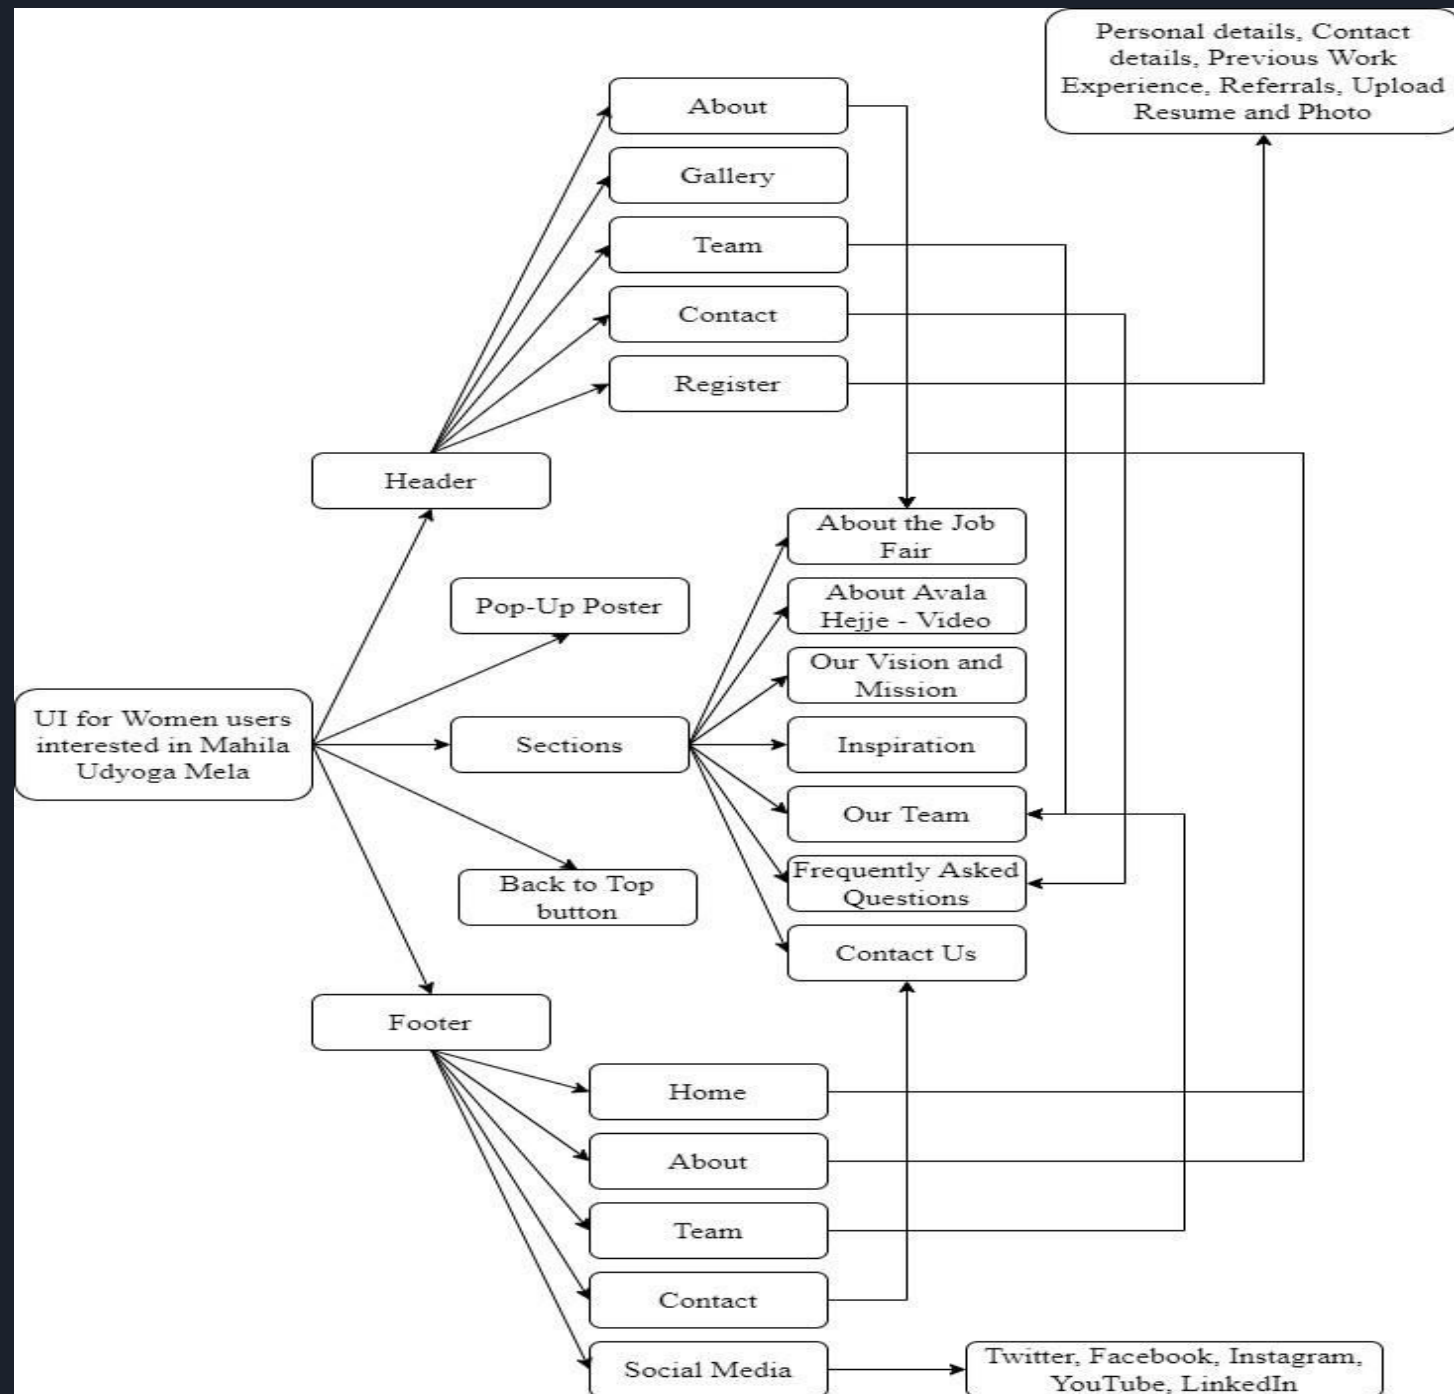 Personal details, Contact
details, Previous Work
Experience, Referrals, Upload
Resume and Photo
About
Gallery
Team
Contact
Register
Header
About the Job
Fair
Pop-Up Poster
About Avala
Hejje - Video
Our Vision and
Mission
UI for Women users
interested in Mahila
Udyoga Mela
Sections
Inspiration
Our Team
Back to Top
button
Frequently Asked
Questions
Contact Us
Footer
Home
About
Team
Contact
Social Media
Twitter, Facebook, Instagram,
YouTube, LinkedIn